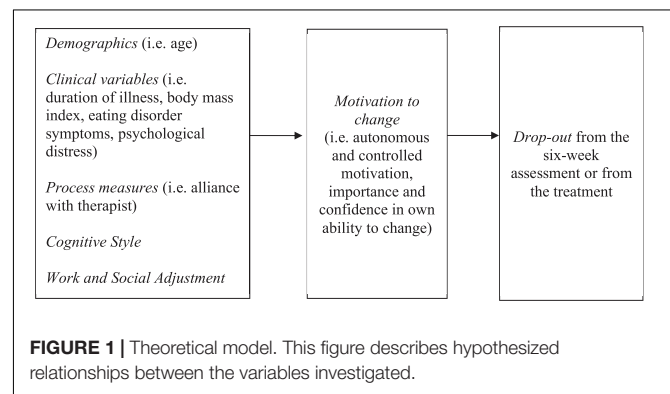 Demographics (i.e. age)
Clinical variables (i.e.
duration of illness, body mass
index, eating disorder
symptoms, psychological
distress)
Process measures (i.e. alliance
with therapist)
Cognitive Style
Work and Social Adjustment
Motivation to
change
(i.e. autonomous
and controlled
motivation,
importance and
confidence in own
ability to change)
Drop-out from the
six-week
assessment or from
the treatment
FIGURE 1 | Theoretical model. This figure describes hypothesized
relationships between the variables investigated.